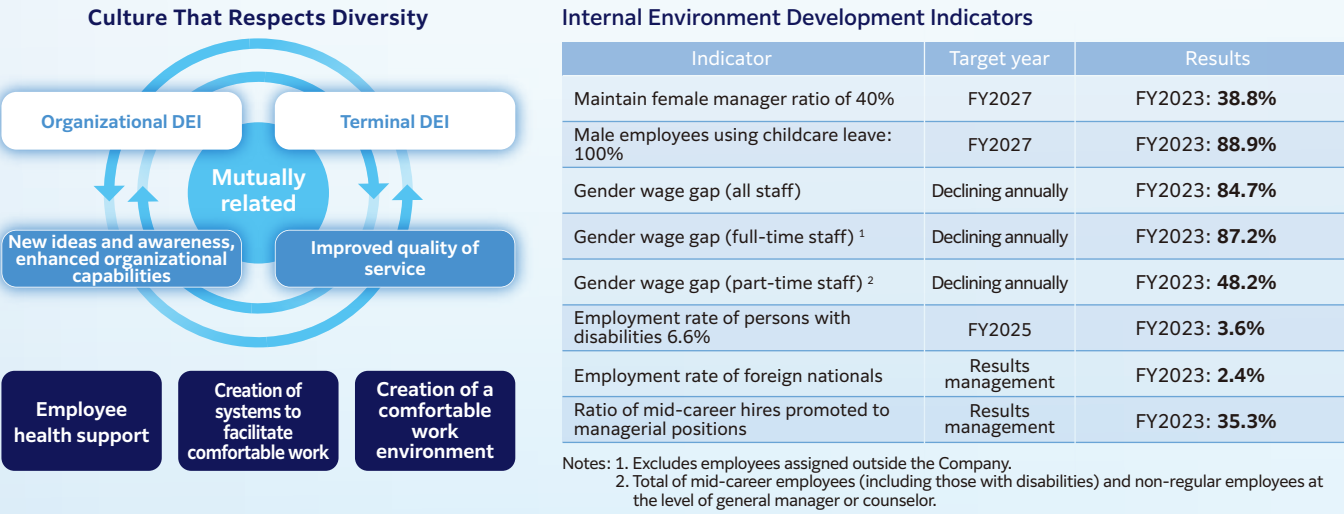 Culture That Respects Diversity
Organizational DEI
Terminal DEI
Mutually
related
New ideas and awareness,
enhanced organizational
capabilities
Improved quality of
service
Employee
health support
Creation of
systems to
facilitate
comfortable work
Creation of a
comfortable
work
environment
Internal Environment Development Indicators
Indicator Target year Results
Maintain female manager ratio of 40% FY2027 FY2023: 38.8%
Male employees using childcare leave:
100% FY2027 FY2023: 88.9%
Gender wage gap (all staff) Declining annually FY2023: 84.7%
Gender wage gap (full-time staff) 1 Declining annually FY2023: 87.2%
Gender wage gap (part-time staff) 2 Declining annually FY2023: 48.2%
Employment rate of persons with
disabilities 6.6% FY2025 FY2023: 3.6%
Employment rate of foreign nationals Results
management FY2023: 2.4%
Ratio of mid-career hires promoted to
managerial positions Results
management FY2023: 35.3%
Notes: 1. Excludes employees assigned outside the Company.
2. Total of mid-career employees (including those with disabilities) and non-regular employees at
the level of general manager or counselor.